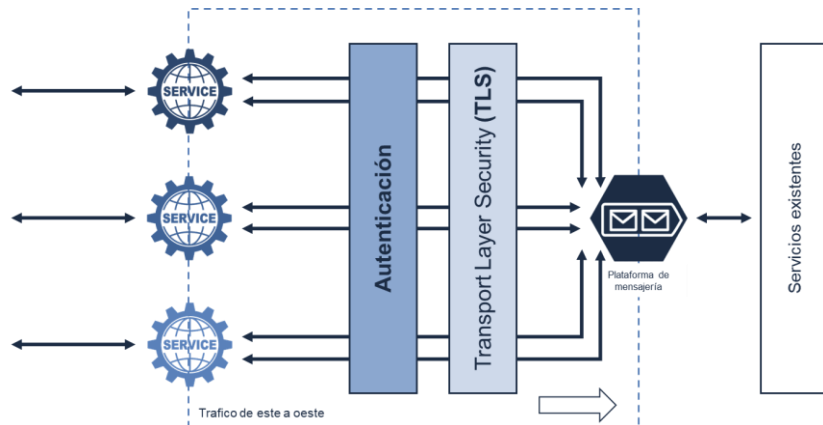 SERVICE
SERVICE
SERVICE
Autenticación
Transport Layer Security (TLS)
Plataforma de
mensajería
Servicios existentes
Trafico de este a oeste